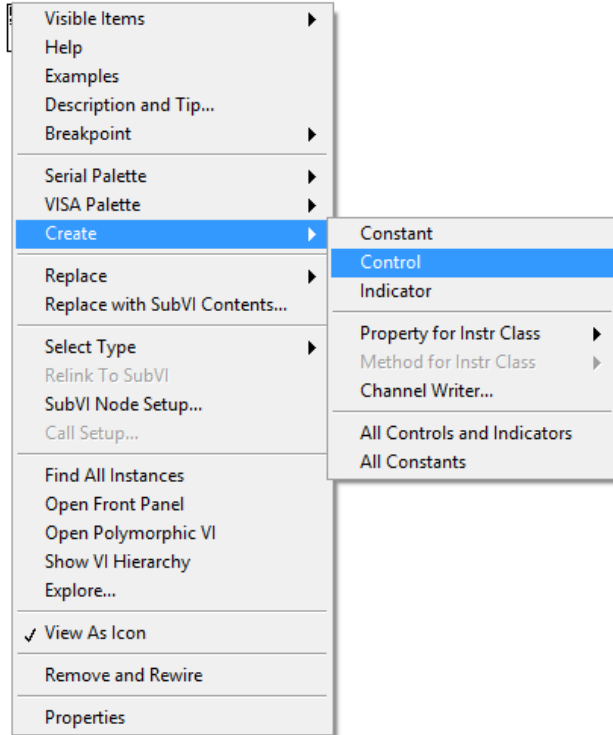 Visible Items
Help
Examples
Description and Tip...
Breakpoint
Serial Palette
VISA Palette
Create
Replace
Replace with SubVI Contents...
Select Type
Relink To SubVI
SubVI Node Setup...
Call Setup...
Find All Instances
Open Front Panel
Open Polymorphic VI
Show VI Hierarchy
Explore...
View As Icon
Remove and Rewire
Properties
Constant
Control
Indicator
Property for Instr Class
Method for Instr Class
Channel Writer...
All Controls and Indicators
All Constants